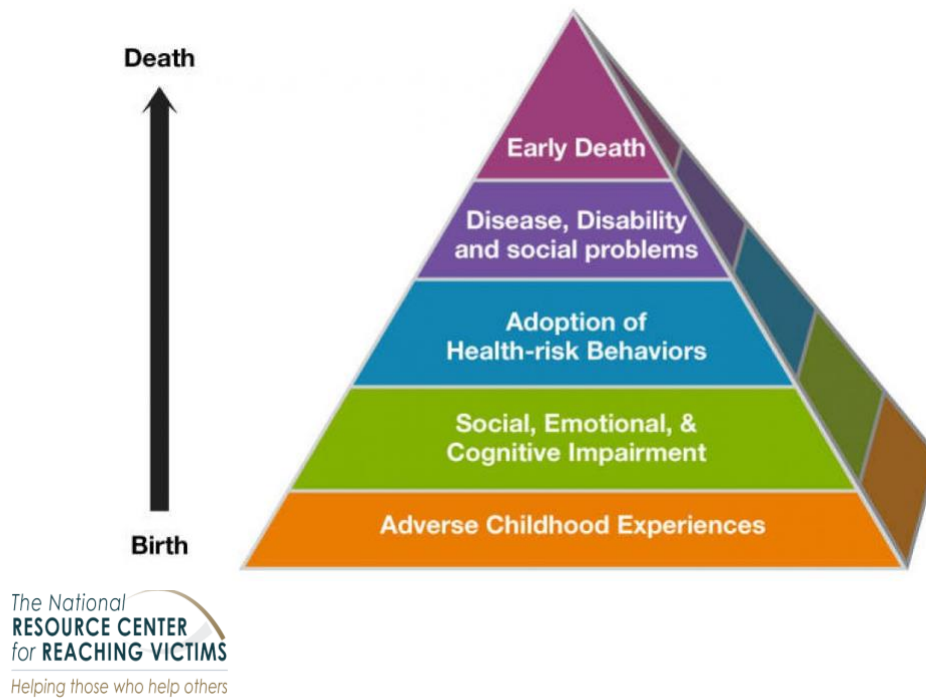 Death
Early Death
Disease, Disability
and social problems
Adoption of
Health-risk Behaviors
Social, Emotional, &
Cognitive Impairment
Adverse Childhood Experiences
Birth
The National
RESOURCE CENTER
for REACHING VICTIMS
Helping those who help others